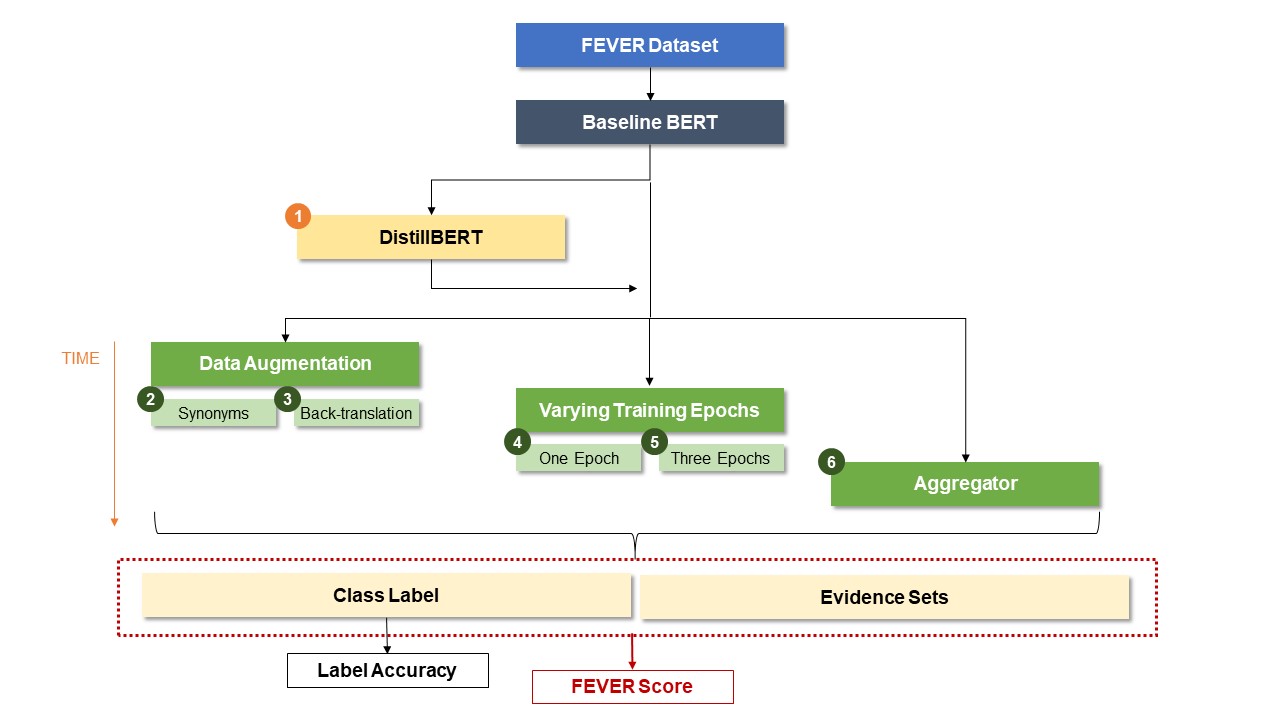 FEVER Dataset
Baseline BERT
1
DistillBERT
TIME
Data Augmentation
2 Synonyms
3 Back-translation
Varying Training Epochs
4 One Epoch
5 Three Epochs
6 Aggregator
Class Label
Evidence Sets
Label Accuracy
FEVER Score